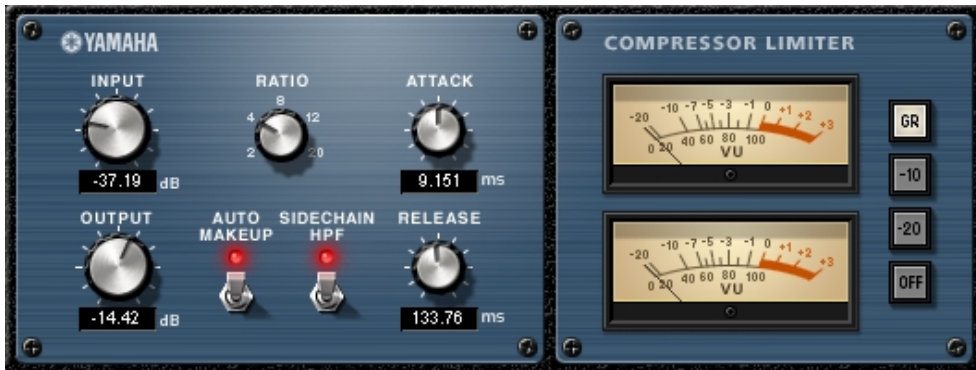 YAMAHA
INPUT
RATIO
ATTACK
2 4 8 12 20
-37.19 dB
9.151 ms
OUTPUT
AUTO MAKEUP
SIDECHAIN HPF
RELEASE
-14.42 dB
133.76 ms
COMPRESSOR LIMITER
-20 -10 -7 -5 -3 -1 0 +1 +2 +3
0 20 40 60 80 100
VU
-20 -10 -7 -5 -3 -1 0 +1 +2 +3
0 20 40 60 80 100
VU
GR
-10
-20
OFF